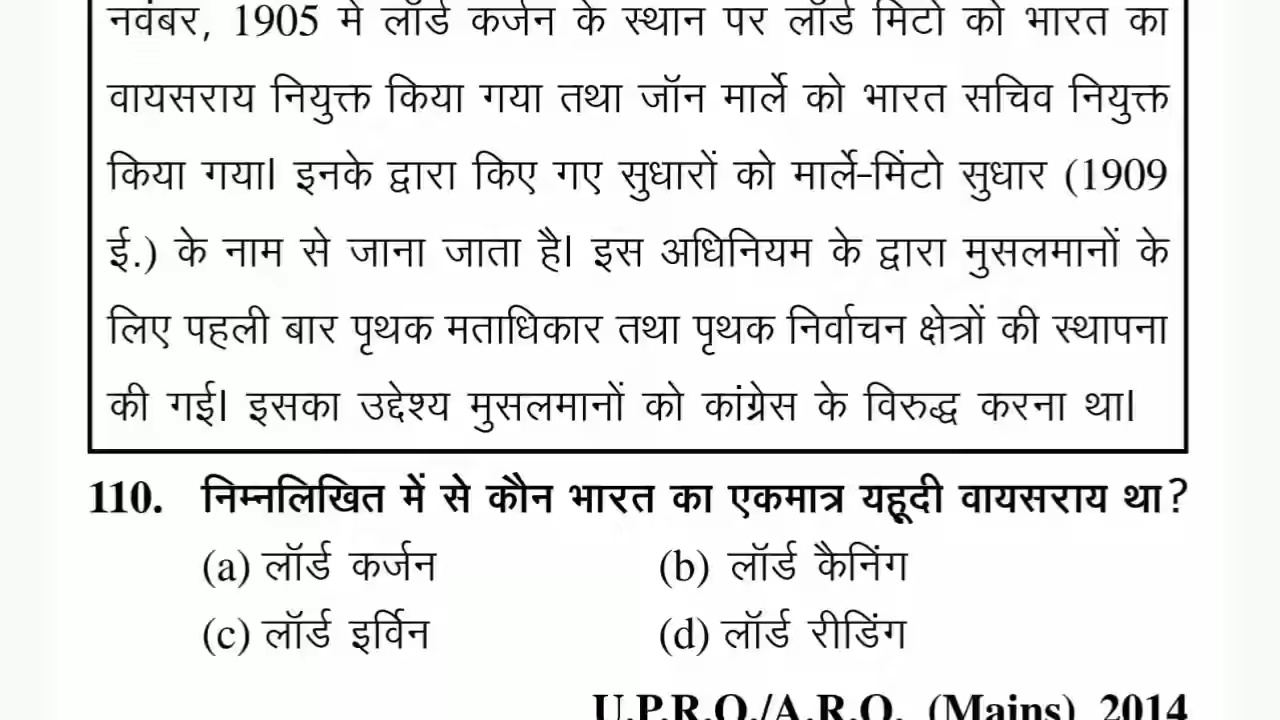 नवंबर, 1905 में लॉर्ड कर्जन के स्थान पर लॉर्ड मिंटो को भारत का
वायसराय नियुक्त किया गया तथा जॉन मार्ले को भारत सचिव नियुक्त
किया गया। इनके द्वारा किए गए सुधारों को मार्ले-मिंटो सुधार (1909
ई.) के नाम से जाना जाता है। इस अधिनियम के द्वारा मुसलमानों के
लिए पहली बार पृथक मताधिकार तथा पृथक निर्वाचन क्षेत्रों की स्थापना
की गई। इसका उद्देश्य मुसलमानों को कांग्रेस के विरुद्ध करना था।
110. निम्नलिखित में से कौन भारत का एकमात्र यहूदी वायसराय था?
(a) लॉर्ड कर्जन (b) लॉर्ड कैनिंग
(c) लॉर्ड इर्विन (d) लॉर्ड रीडिंग
U.P.R.O./A.R.O. (Mains) 2014